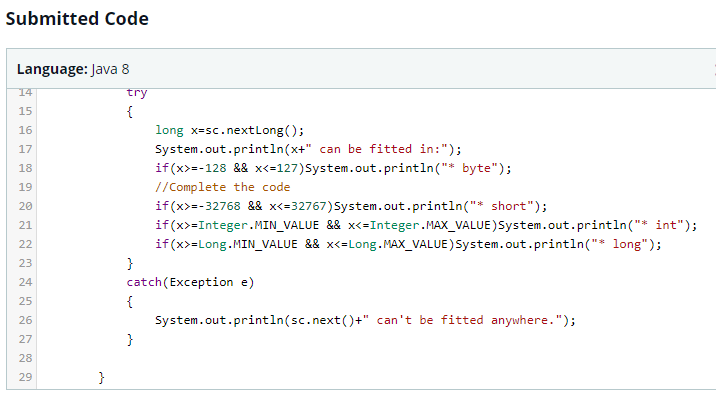 Submitted Code
Language: Java 8
14 try
15 {
16 long x=sc.nextLong();
17 System.out.println(x+" can be fitted in:");
18 if(x>=-128 && x<=127)System.out.println("* byte");
19 //Complete the code
20 if(x>=-32768 && x<=32767)System.out.println("* short");
21 if(x>=Integer.MIN_VALUE && x<=Integer.MAX_VALUE)System.out.println("* int");
22 if(x>=Long.MIN_VALUE && x<=Long.MAX_VALUE)System.out.println("* long");
23 }
24 catch(Exception e)
25 {
26 System.out.println(sc.next()+" can't be fitted anywhere.");
27 }
28
29 }